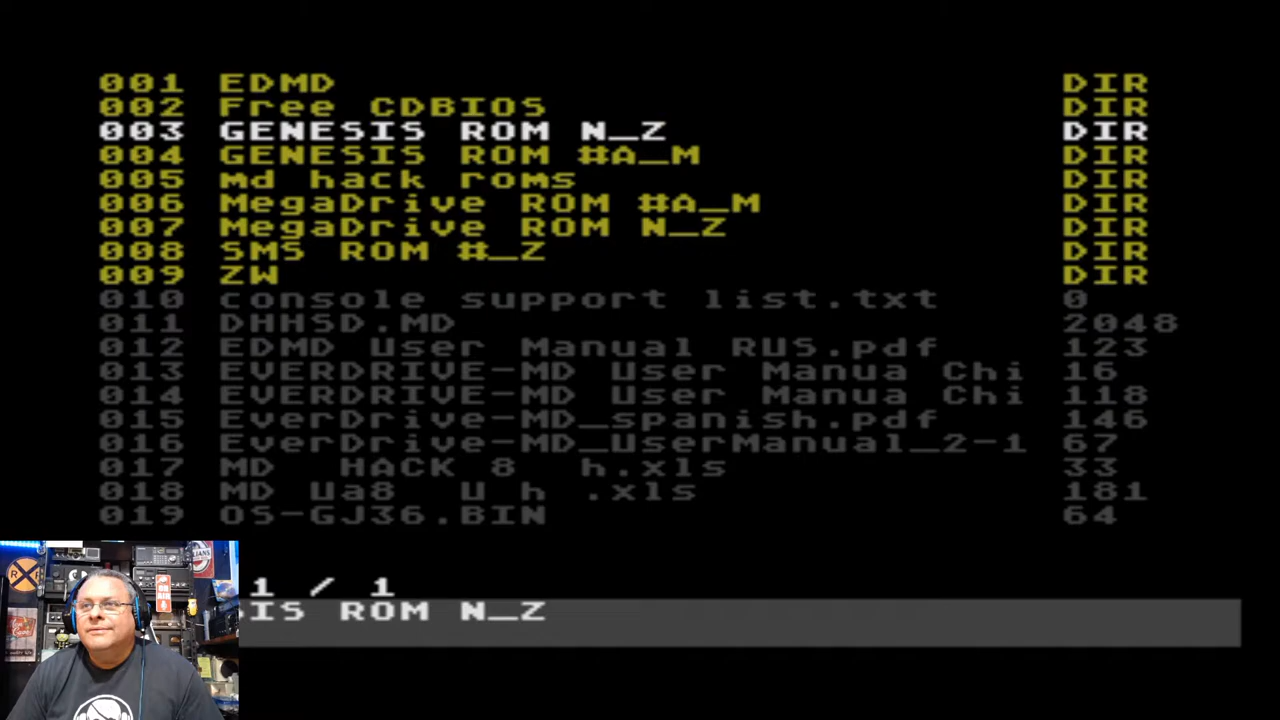 001 EDMD DIR
002 Free CDBIOS DIR
003 GENESIS ROM N_Z DIR
004 GENESIS ROM #A_M DIR
005 md hack roms DIR
006 MegaDrive ROM #A_M DIR
007 MegaDrive ROM N_Z DIR
008 SMS ROM #_Z DIR
009 ZW DIR
010 console support list.txt 0
011 DHHSD.MD 2048
012 EDMD User Manual RUS.pdf 123
013 EVERDRIVE-MD User Manua Chi 16
014 EVERDRIVE-MD User Manua Chi 118
015 EverDrive-MD_spanish.pdf 146
016 EverDrive-MD_UserManual_2-1 67
017 MD HACK 8 h.xls 33
018 MD Ua8 U h .xls 181
019 OS-GJ36.BIN 64
1 / 1
SIS ROM N_Z